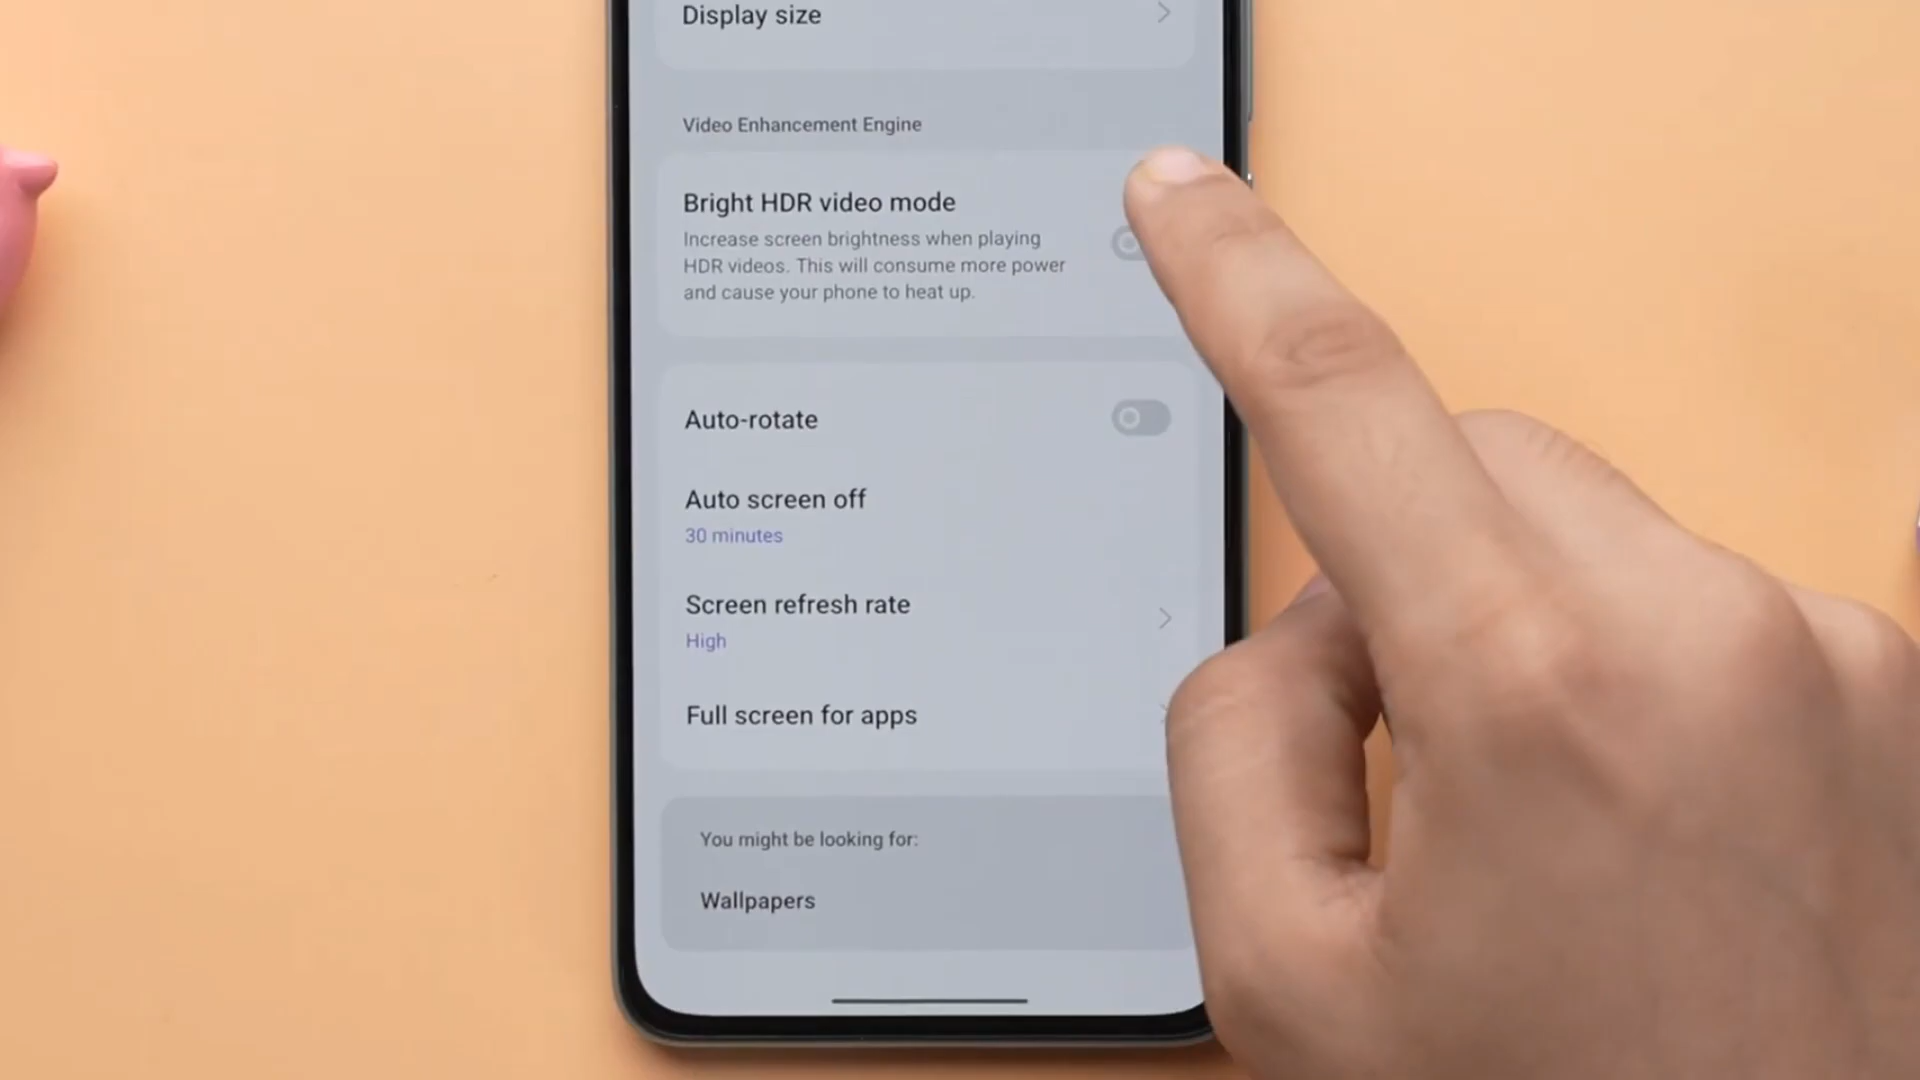 Display size
Video Enhancement Engine
Bright HDR video mode
Increase screen brightness when playing
HDR videos. This will consume more power
and cause your phone to heat up.
Auto-rotate
Auto screen off
30 minutes
Screen refresh rate
High
Full screen for apps
You might be looking for:
Wallpapers